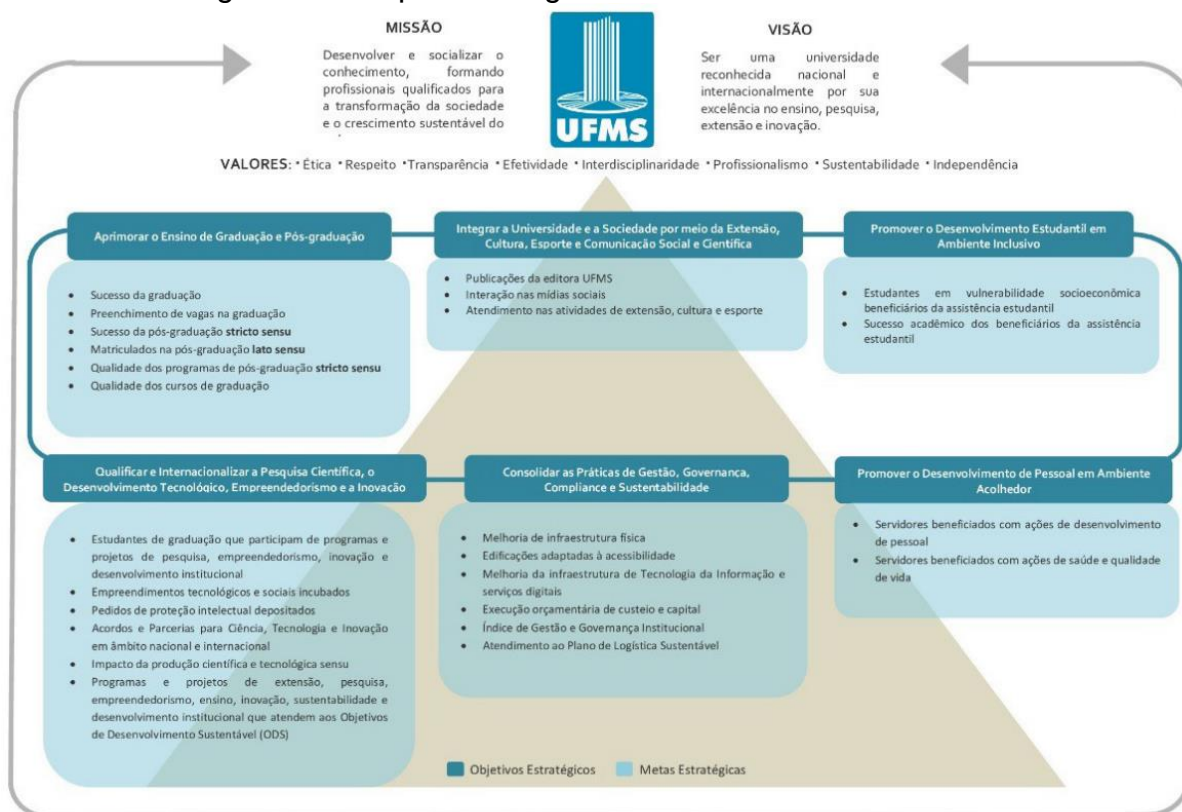 MISSÃO
Desenvolver e socializar o
conhecimento, formando
profissionais qualificados para
a transformação da sociedade
e o crescimento sustentável do
UFMS
VISÃO
Ser uma universidade
reconhecida nacional e
internacionalmente por sua
excelência no ensino, pesquisa,
extensão e inovação.
VALORES: • Ética • Respeito • Transparência • Efetividade • Interdisciplinaridade • Profissionalismo • Sustentabilidade • Independência
Aprimorar o Ensino de Graduação e Pós-graduação
• Sucesso da graduação
• Preenchimento de vagas na graduação
• Sucesso da pós-graduação stricto sensu
• Matriculados na pós-graduação lato sensu
• Qualidade dos programas de pós-graduação stricto sensu
• Qualidade dos cursos de graduação
Integrar a Universidade e a Sociedade por meio da Extensão,
Cultura, Esporte e Comunicação Social e Científica
• Publicações da editora UFMS
• Interação nas mídias sociais
• Atendimento nas atividades de extensão, cultura e esporte
Promover o Desenvolvimento Estudantil em
Ambiente Inclusivo
• Estudantes em vulnerabilidade socioeconômica
beneficiários da assistência estudantil
• Sucesso acadêmico dos beneficiários da assistência
estudantil
Qualificar e Internacionalizar a Pesquisa Científica, o
Desenvolvimento Tecnológico, Empreendedorismo e a Inovação
• Estudantes de graduação que participam de programas e
projetos de pesquisa, empreendedorismo, inovação e
desenvolvimento institucional
• Empreendimentos tecnológicos e sociais incubados
• Pedidos de proteção intelectual depositados
• Acordos e Parcerias para Ciência, Tecnologia e Inovação
em âmbito nacional e internacional
• Impacto da produção científica e tecnológica sensu
• Programas e projetos de extensão, pesquisa,
empreendedorismo, ensino, inovação, sustentabilidade e
desenvolvimento institucional que atendem aos Objetivos
de Desenvolvimento Sustentável (ODS)
Consolidar as Práticas de Gestão, Governança,
Compliance e Sustentabilidade
• Melhoria de infraestrutura física
• Edificações adaptadas à acessibilidade
• Melhoria da infraestrutura de Tecnologia da Informação e
serviços digitais
• Execução orçamentária de custeio e capital
• Índice de Gestão e Governança Institucional
• Atendimento ao Plano de Logística Sustentável
Promover o Desenvolvimento de Pessoal em Ambiente
Acolhedor
• Servidores beneficiados com ações de desenvolvimento
de pessoal
• Servidores beneficiados com ações de saúde e qualidade
de vida
Objetivos Estratégicos
Metas Estratégicas